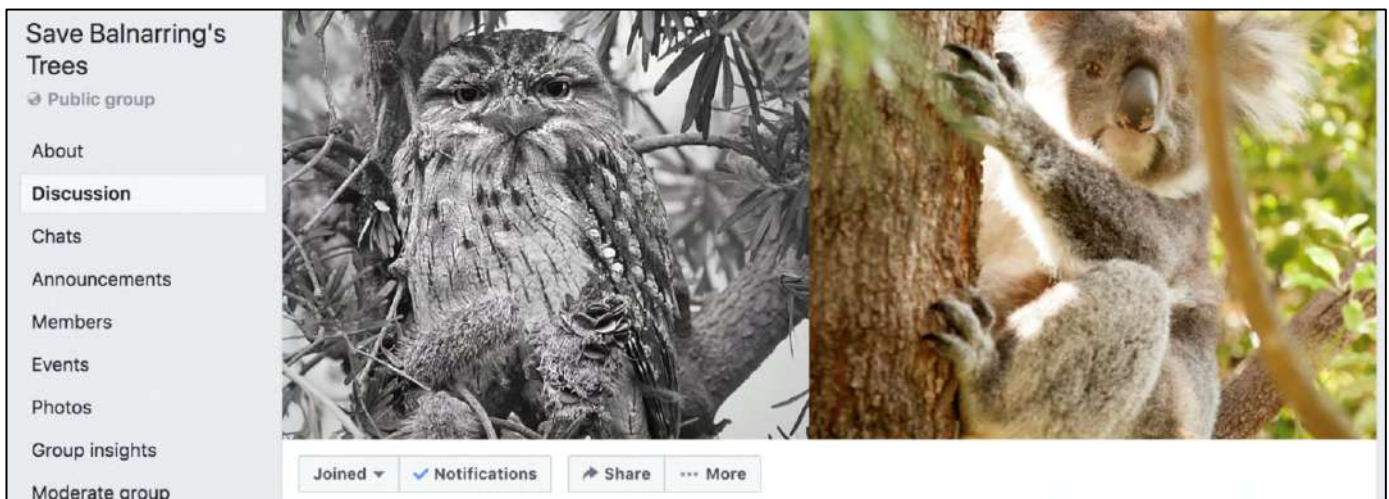 Save Balnarring's
Trees
Public group
About
Discussion
Chats
Announcements
Members
Events
Photos
Group insights
Moderate group
Joined
Notifications
Share
More